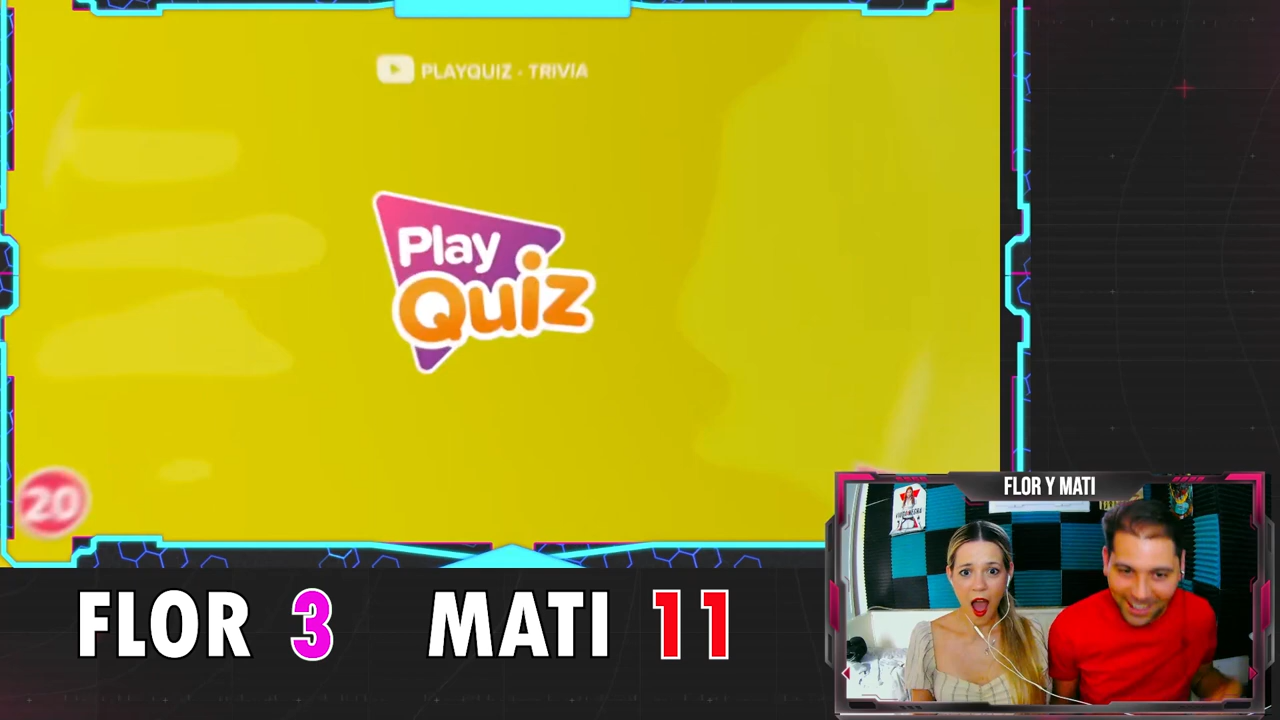 PLAYQUIZ - TRIVIA
Play
Quiz
20
FLOR Y MATI
FLOR 3 MATI 11